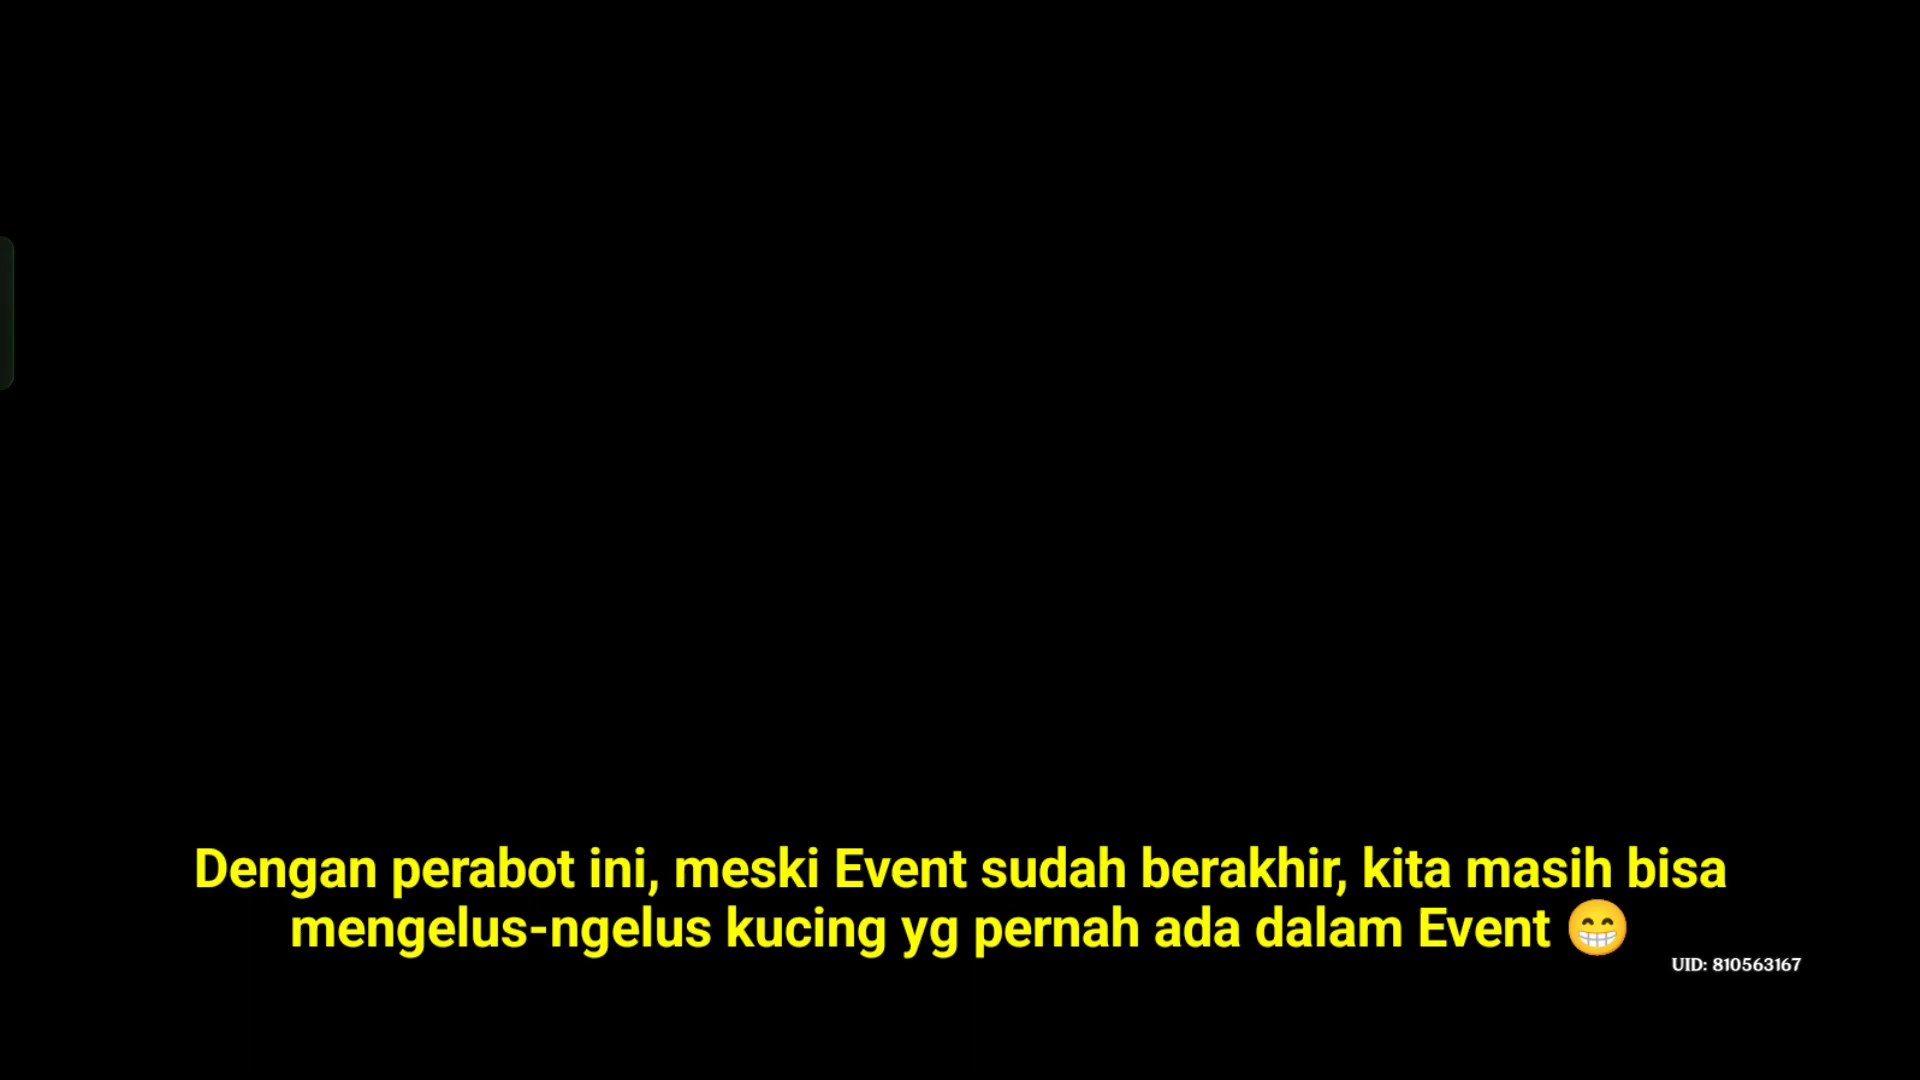 Dengan perabot ini, meski Event sudah berakhir, kita masih bisa
mengelus-ngelus kucing yg pernah ada dalam Event 😁
UID: 810563167